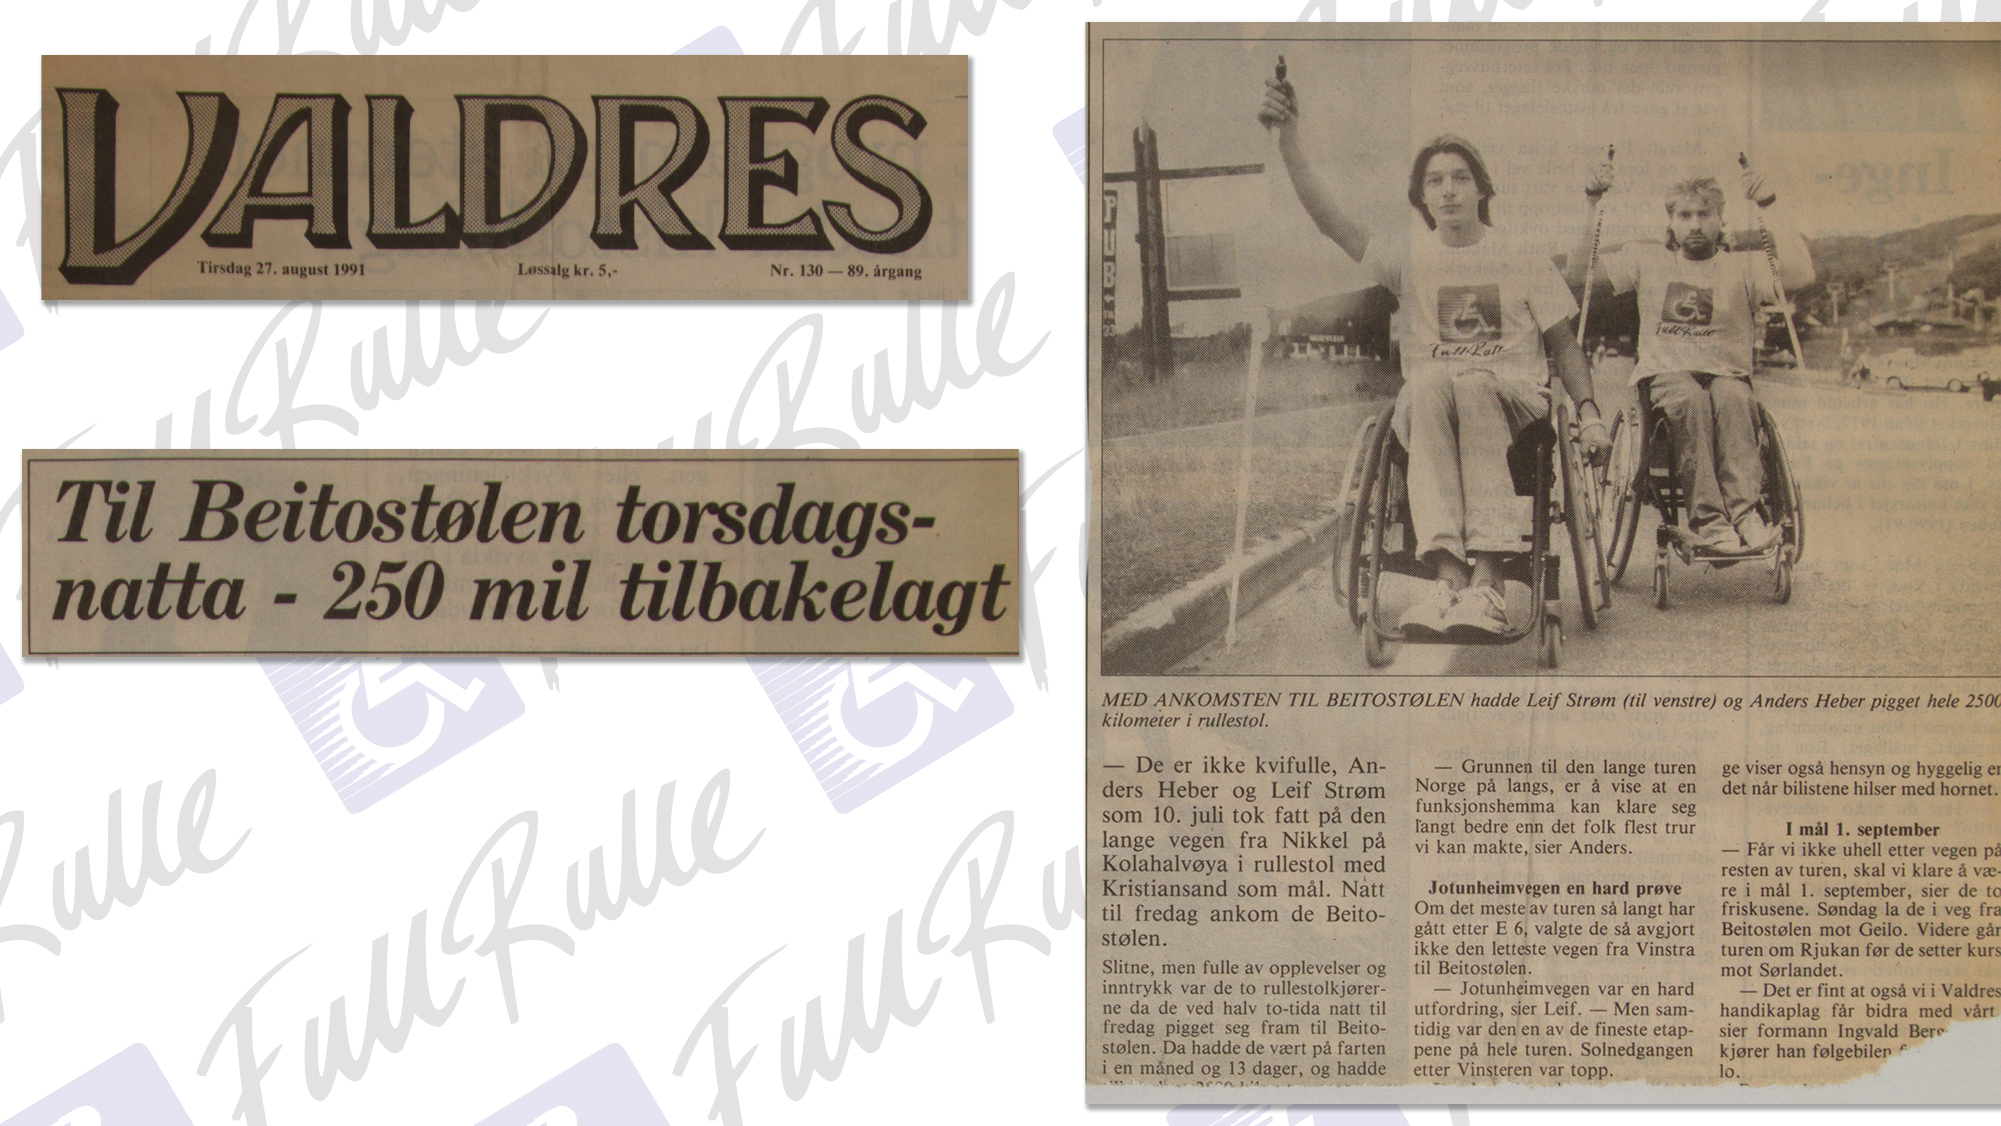 VALDRES
Tirsdag 27. august 1991
Løssalg kr. 5,-
Nr. 130 — 89. årgang
Til Beitostølen torsdags-
natta - 250 mil tilbakelagt
PUB
Full Rulle
Full Rulle
MED ANKOMSTEN TIL BEITOSTØLEN hadde Leif Strøm (til venstre) og Anders Heber pigget hele 2500
kilometer i rullestol.
— De er ikke kvifulle, An-
ders Heber og Leif Strøm
som 10. juli tok fatt på den
lange vegen fra Nikkel på
Kolahalvøya i rullestol med
Kristiansand som mål. Natt
til fredag ankom de Beito-
stølen.
Slitne, men fulle av opplevelser og
inntrykk var de to rullestolkjører-
ne da de ved halv to-tida natt til
fredag pigget seg fram til Beito-
stølen. Da hadde de vært på farten
i en måned og 13 dager, og hadde
— Grunnen til den lange turen
Norge på langs, er å vise at en
funksjonshemma kan klare seg
langt bedre enn det folk flest trur
vi kan makte, sier Anders.
Jotunheimvegen en hard prøve
Om det meste av turen så langt har
gått etter E 6, valgte de så avgjort
ikke den letteste vegen fra Vinstra
til Beitostølen.
— Jotunheimvegen var en hard
utfordring, sier Leif. — Men sam-
tidig var den en av de fineste etap-
pene på hele turen. Solnedgangen
etter Vinsteren var topp.
ge viser også hensyn og hyggelig er
det når bilistene hilser med hornet.
I mål 1. september
— Får vi ikke uhell etter vegen på
resten av turen, skal vi klare å væ-
re i mål 1. september, sier de to
friskusene. Søndag la de i veg fra
Beitostølen mot Geilo. Videre går
turen om Rjukan før de setter kurs
mot Sørlandet.
— Det er fint at også vi i Valdres
handikaplag får bidra med vårt
sier formann Ingvald
kjører han følgebilen
lo.
Full Rulle
Full Rulle
Full Rulle
Full Rulle